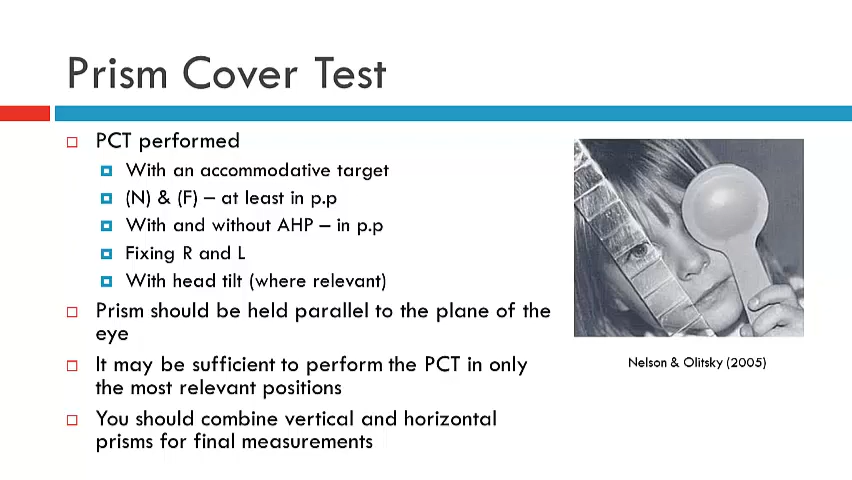 Prism Cover Test
PCT performed
With an accommodative target
(N) & (F) – at least in p.p
With and without AHP – in p.p
Fixing R and L
With head tilt (where relevant)
Prism should be held parallel to the plane of the
eye
It may be sufficient to perform the PCT in only
the most relevant positions
You should combine vertical and horizontal
prisms for final measurements
Nelson & Olitsky (2005)